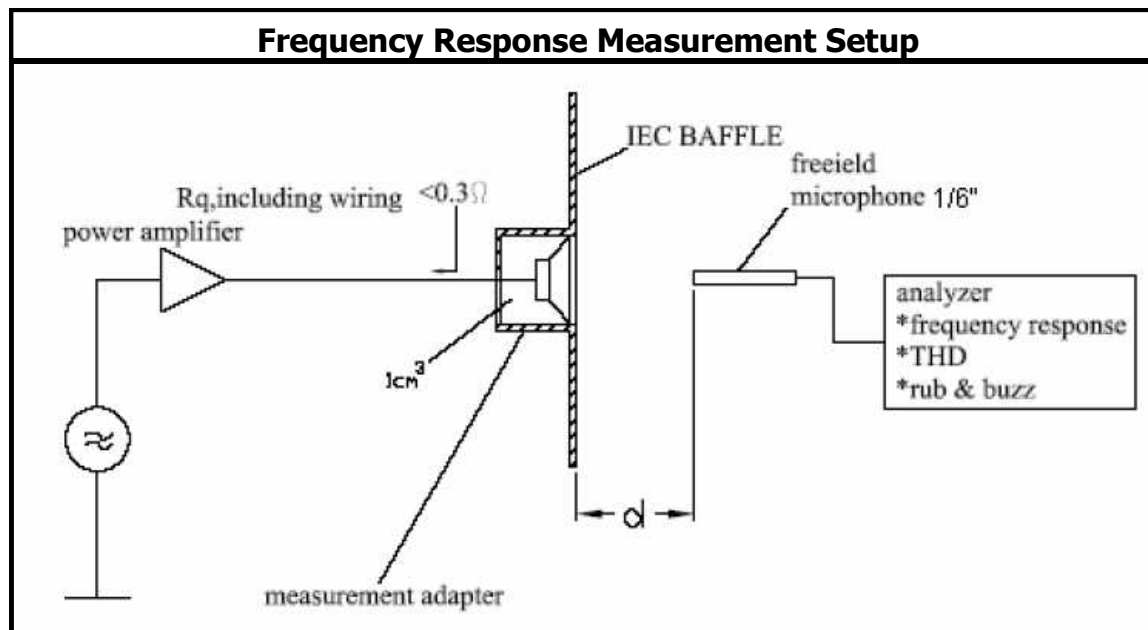 Frequency Response Measurement Setup
IEC BAFFLE
freeield
microphone 1/6"
Rq,including wiring <0.3Ω
power amplifier
analyzer
*frequency response
*THD
*rub & buzz
1cm³
d
measurement adapter